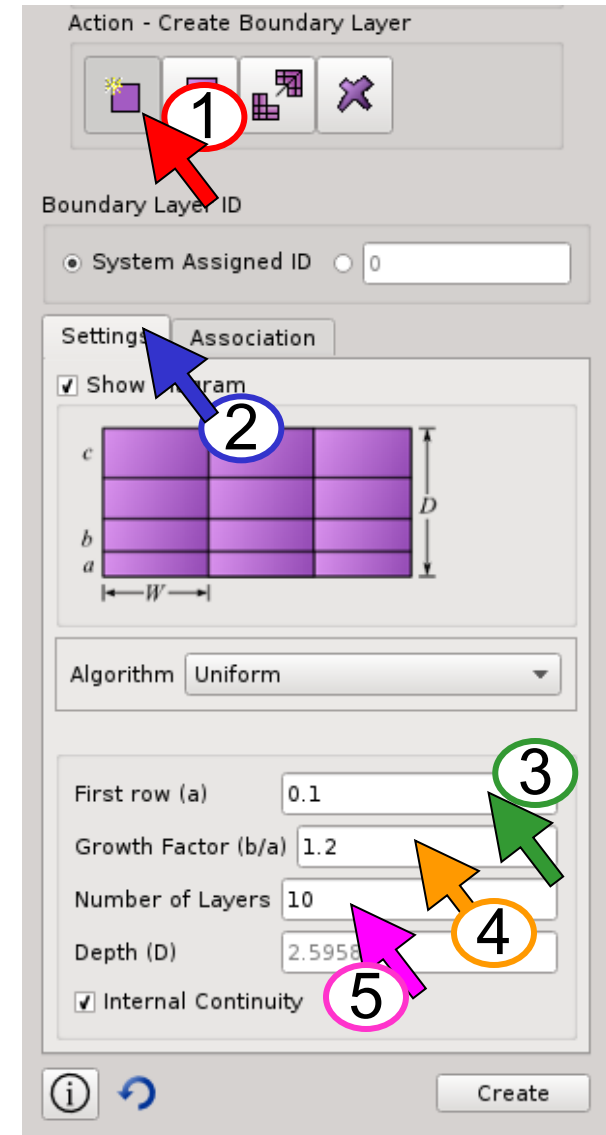 Action - Create Boundary Layer
1
Boundary Layer ID
System Assigned ID 0
Settings Association
Show Diagram
2
c
D
b
a
W
Algorithm Uniform
3
First row (a) 0.1
Growth Factor (b/a) 1.2
Number of Layers 10
4
Depth (D) 2.5958
Internal Continuity 5
i
Create